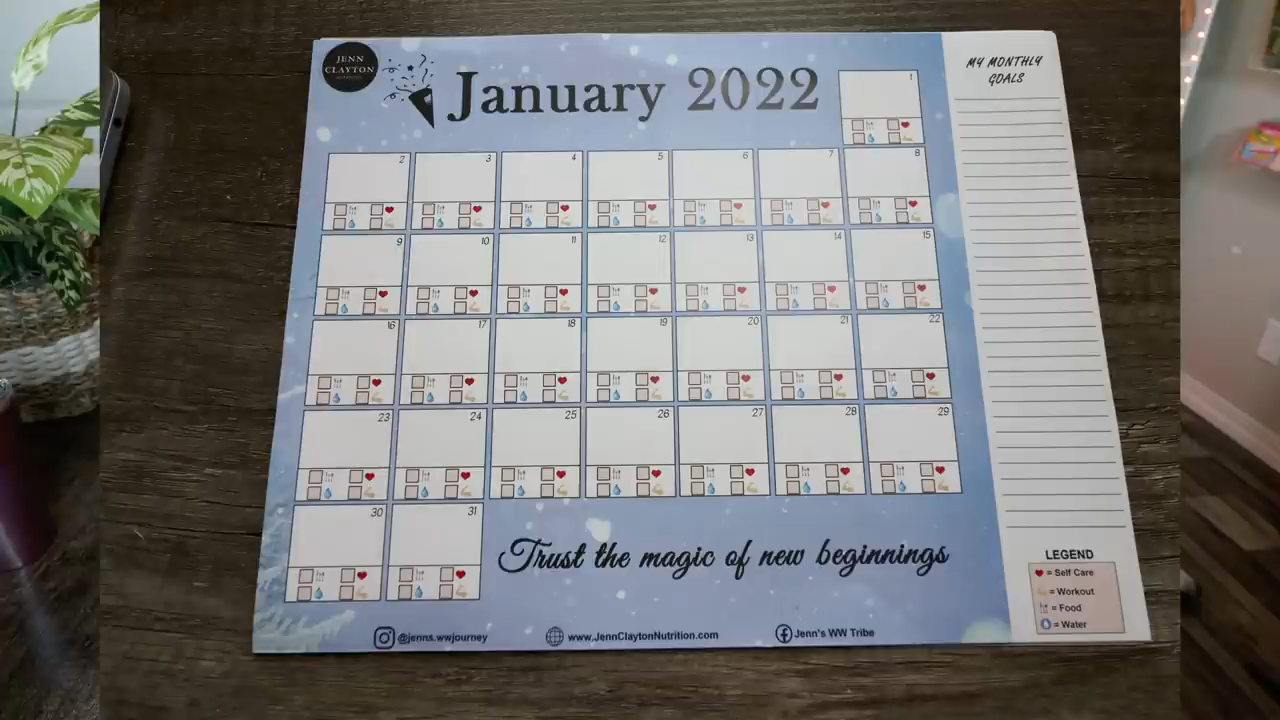 JENN
CLAYTON
January 2022
MY MONTHLY
GOALS
1
2 3 4 5 6 7 8
9 10 11 12 13 14 15
16 17 18 19 20 21 22
23 24 25 26 27 28 29
30 31
Trust the magic of new beginnings
LEGEND
= Self Care
= Workout
= Food
= Water
@jenns.wwjourney www.JennClaytonNutrition.com Jenn's WW Tribe